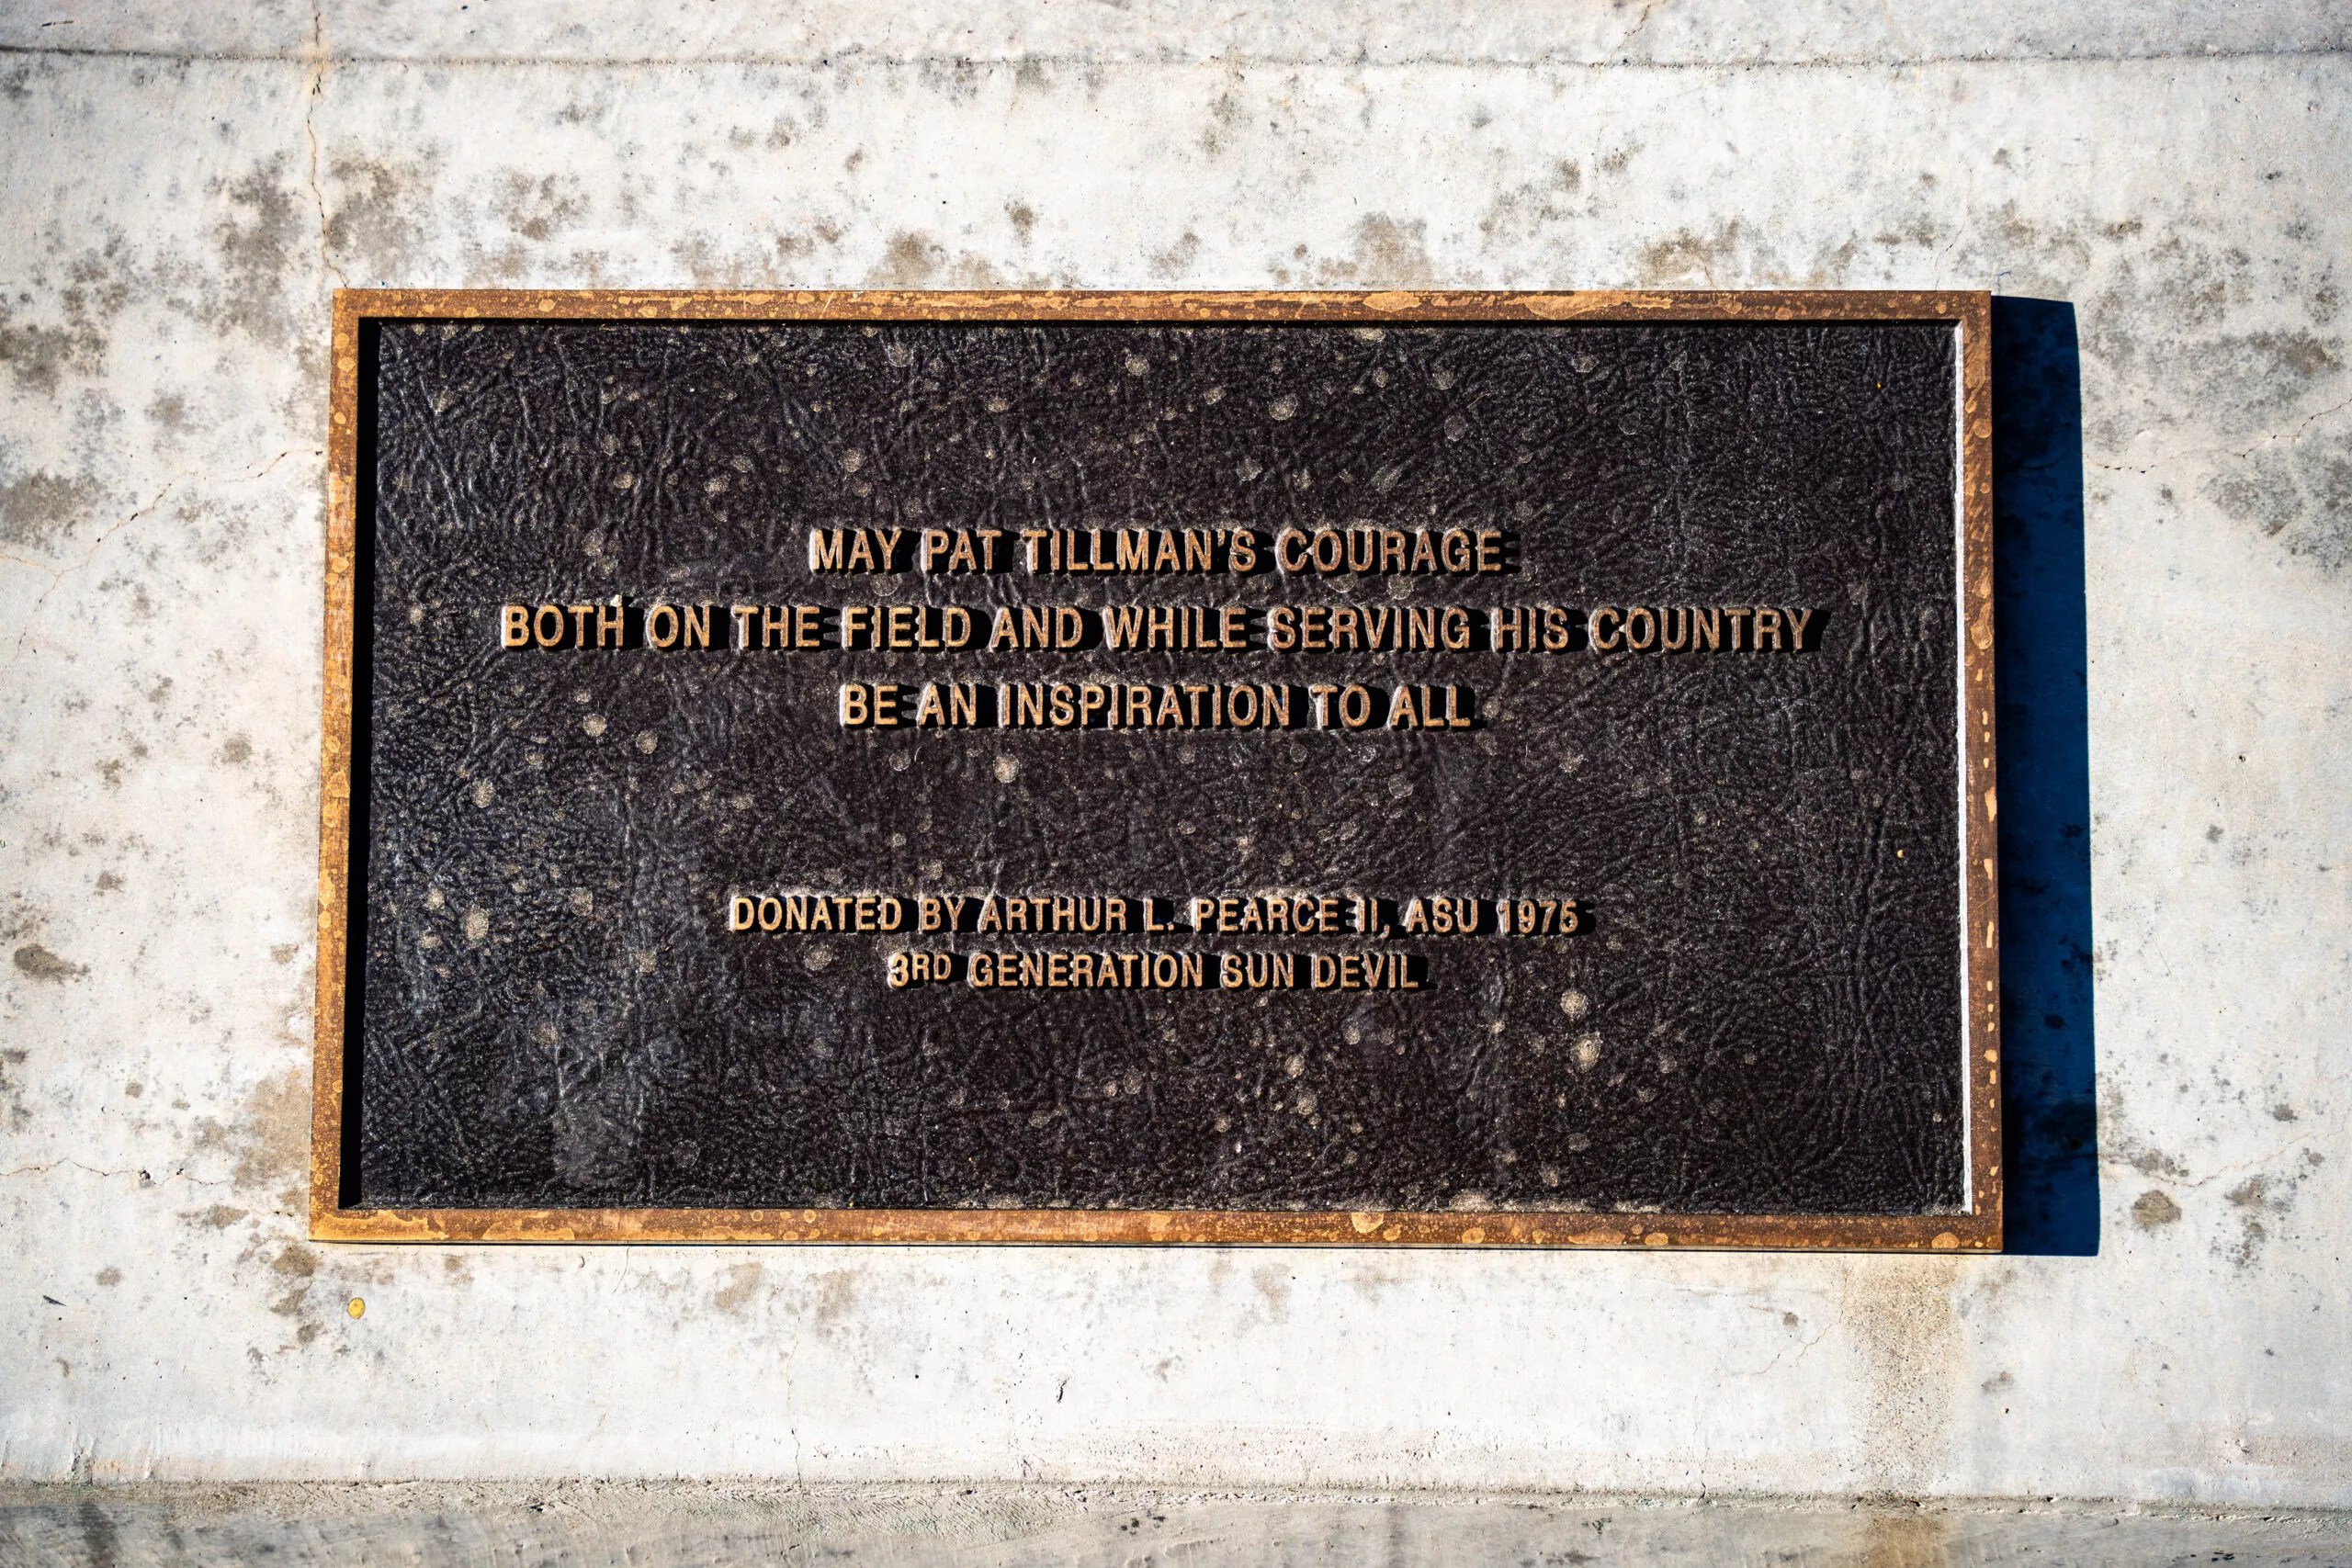 MAY PAT TILLMAN'S COURAGE
BOTH ON THE FIELD AND WHILE SERVING HIS COUNTRY
BE AN INSPIRATION TO ALL
DONATED BY ARTHUR L. PEARCE II, ASU 1975
3RD GENERATION SUN DEVIL